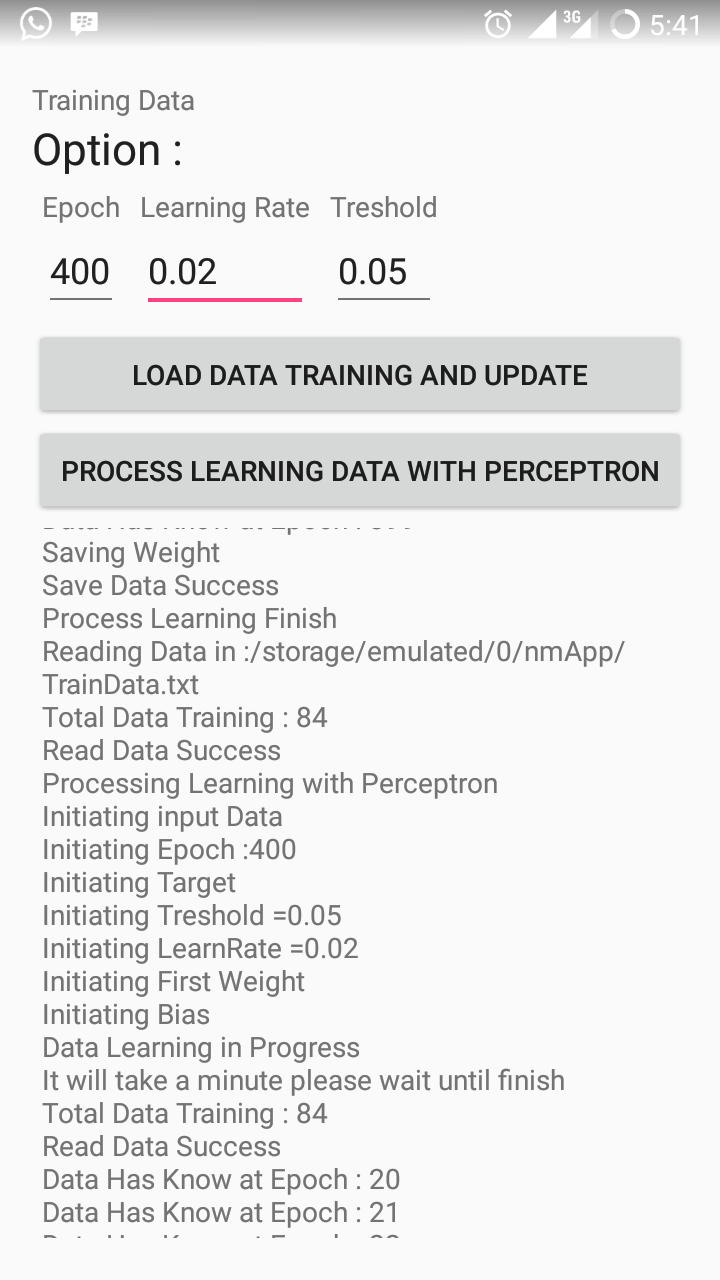 3G 5:41
Training Data
Option :
Epoch Learning Rate Treshold
400 0.02 0.05
LOAD DATA TRAINING AND UPDATE
PROCESS LEARNING DATA WITH PERCEPTRON
Saving Weight
Save Data Success
Process Learning Finish
Reading Data in :/storage/emulated/0/nmApp/
TrainData.txt
Total Data Training : 84
Read Data Success
Processing Learning with Perceptron
Initiating input Data
Initiating Epoch :400
Initiating Target
Initiating Treshold =0.05
Initiating LearnRate =0.02
Initiating First Weight
Initiating Bias
Data Learning in Progress
It will take a minute please wait until finish
Total Data Training : 84
Read Data Success
Data Has Know at Epoch : 20
Data Has Know at Epoch : 21